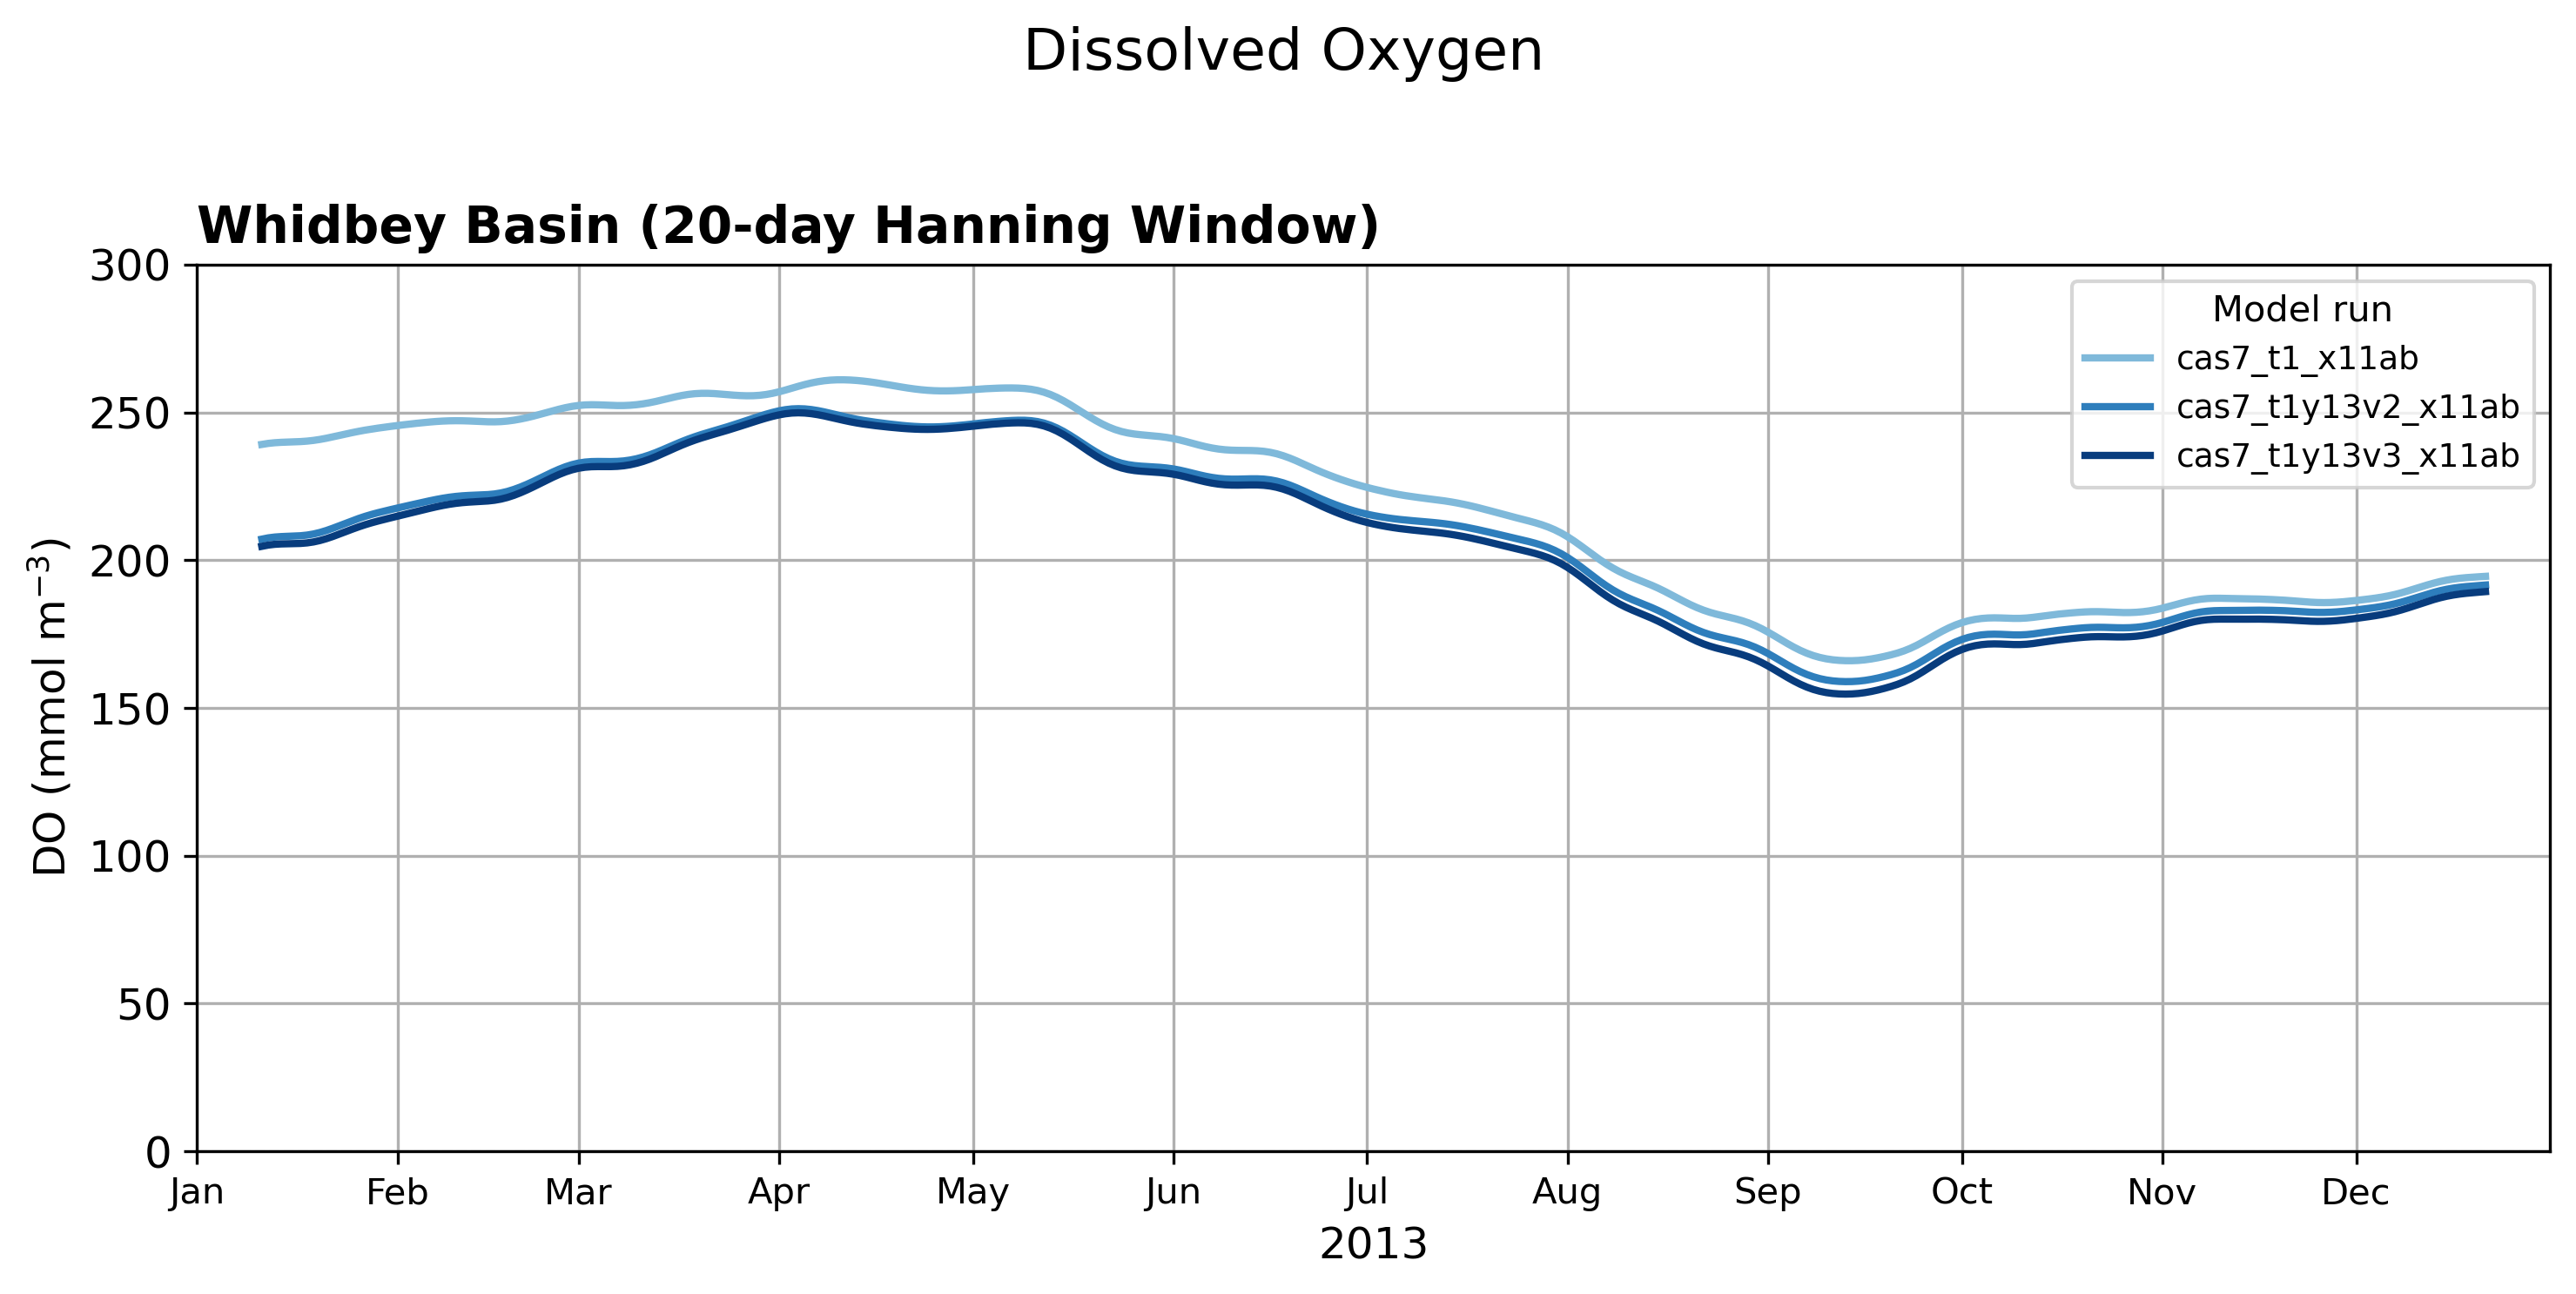 Dissolved Oxygen
Whidbey Basin (20-day Hanning Window)
DO (mmol m⁻³)
300
250
200
150
100
50
0
Model run
cas7_t1_x11ab
cas7_t1y13v2_x11ab
cas7_t1y13v3_x11ab
Jan Feb Mar Apr May Jun Jul Aug Sep Oct Nov Dec
2013